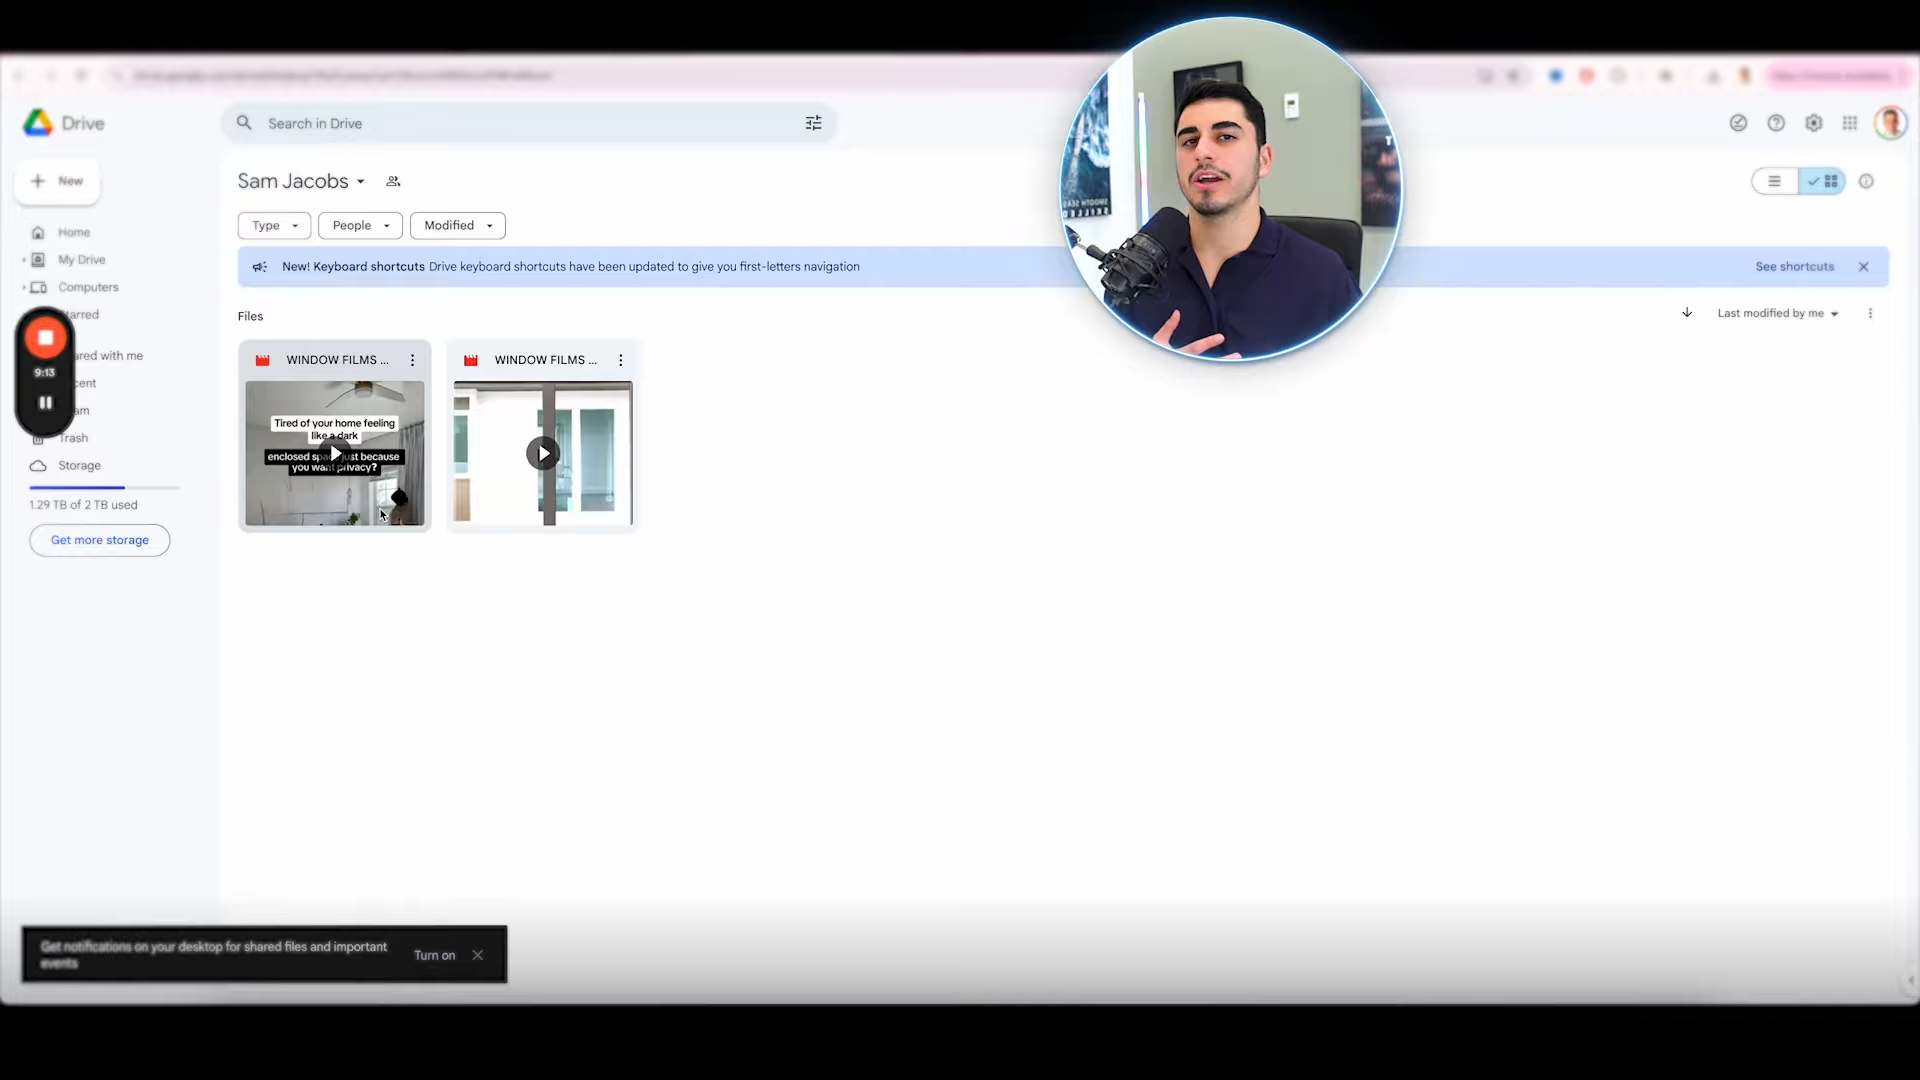 Drive
Search in Drive
New
Sam Jacobs
Type
People
Modified
Home
My Drive
Computers
New! Keyboard shortcuts Drive keyboard shortcuts have been updated to give you first-letters navigation
See shortcuts
Files
Last modified by me
tarred
ared with me
cent
am
Trash
Storage
9:13
WINDOW FILMS ...
WINDOW FILMS ...
Tired of your home feeling
like a dark
enclosed space just because
you want privacy?
1.29 TB of 2 TB used
Get more storage
Get notifications on your desktop for shared files and important
events
Turn on